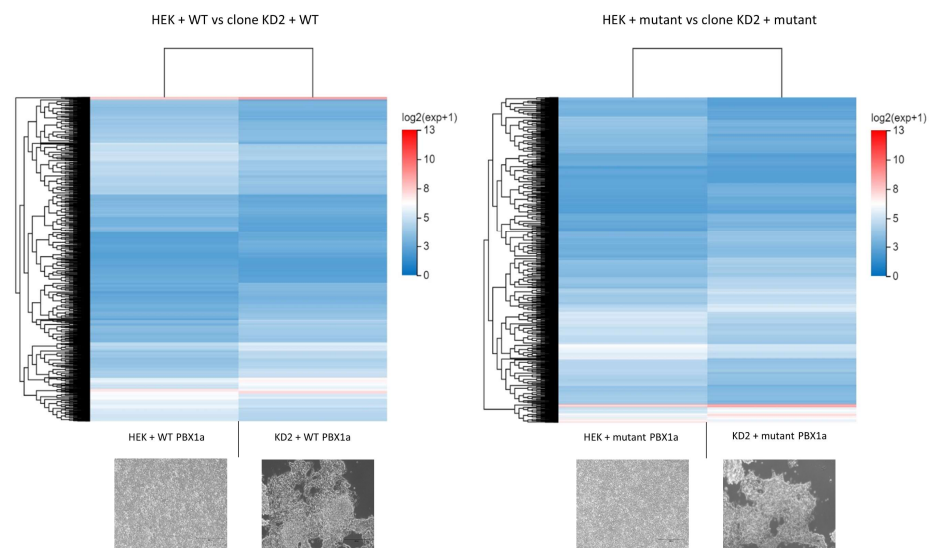 HEK + WT vs clone KD2 + WT
HEK + mutant vs clone KD2 + mutant
log2(exp+1)
13
10
8
5
3
0
log2(exp+1)
13
10
8
5
3
0
HEK + WT PBX1a
KD2 + WT PBX1a
HEK + mutant PBX1a
KD2 + mutant PBX1a